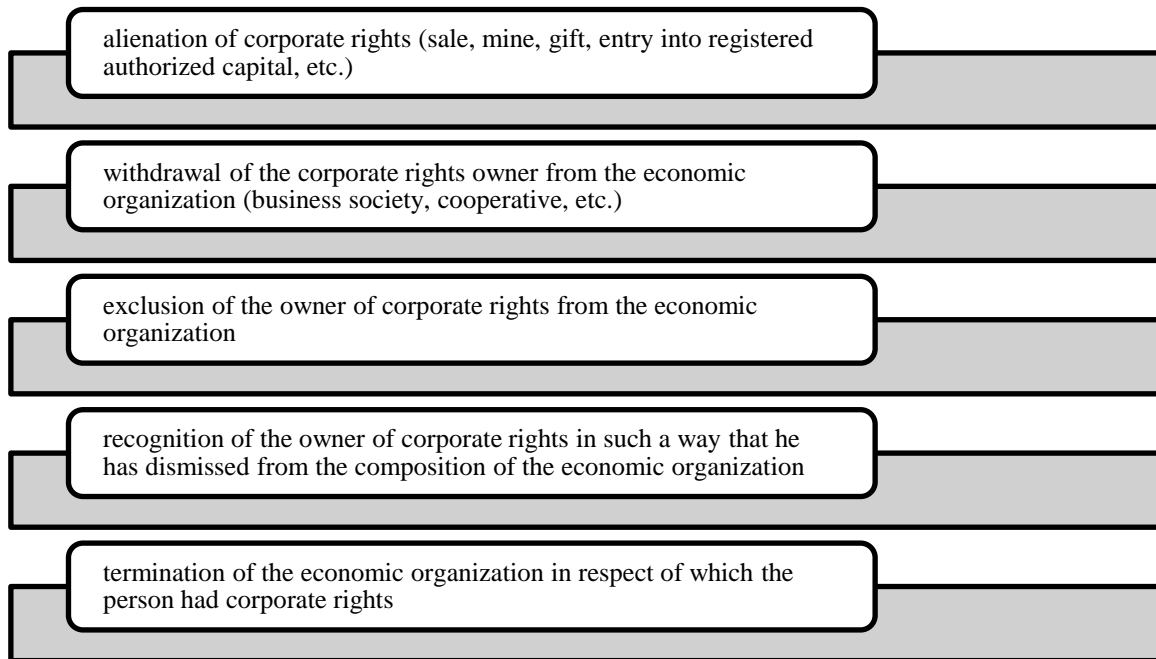 alienation of corporate rights (sale, mine, gift, entry into registered
authorized capital, etc.)
withdrawal of the corporate rights owner from the economic
organization (business society, cooperative, etc.)
exclusion of the owner of corporate rights from the economic
organization
recognition of the owner of corporate rights in such a way that he
has dismissed from the composition of the economic organization
termination of the economic organization in respect of which the
person had corporate rights